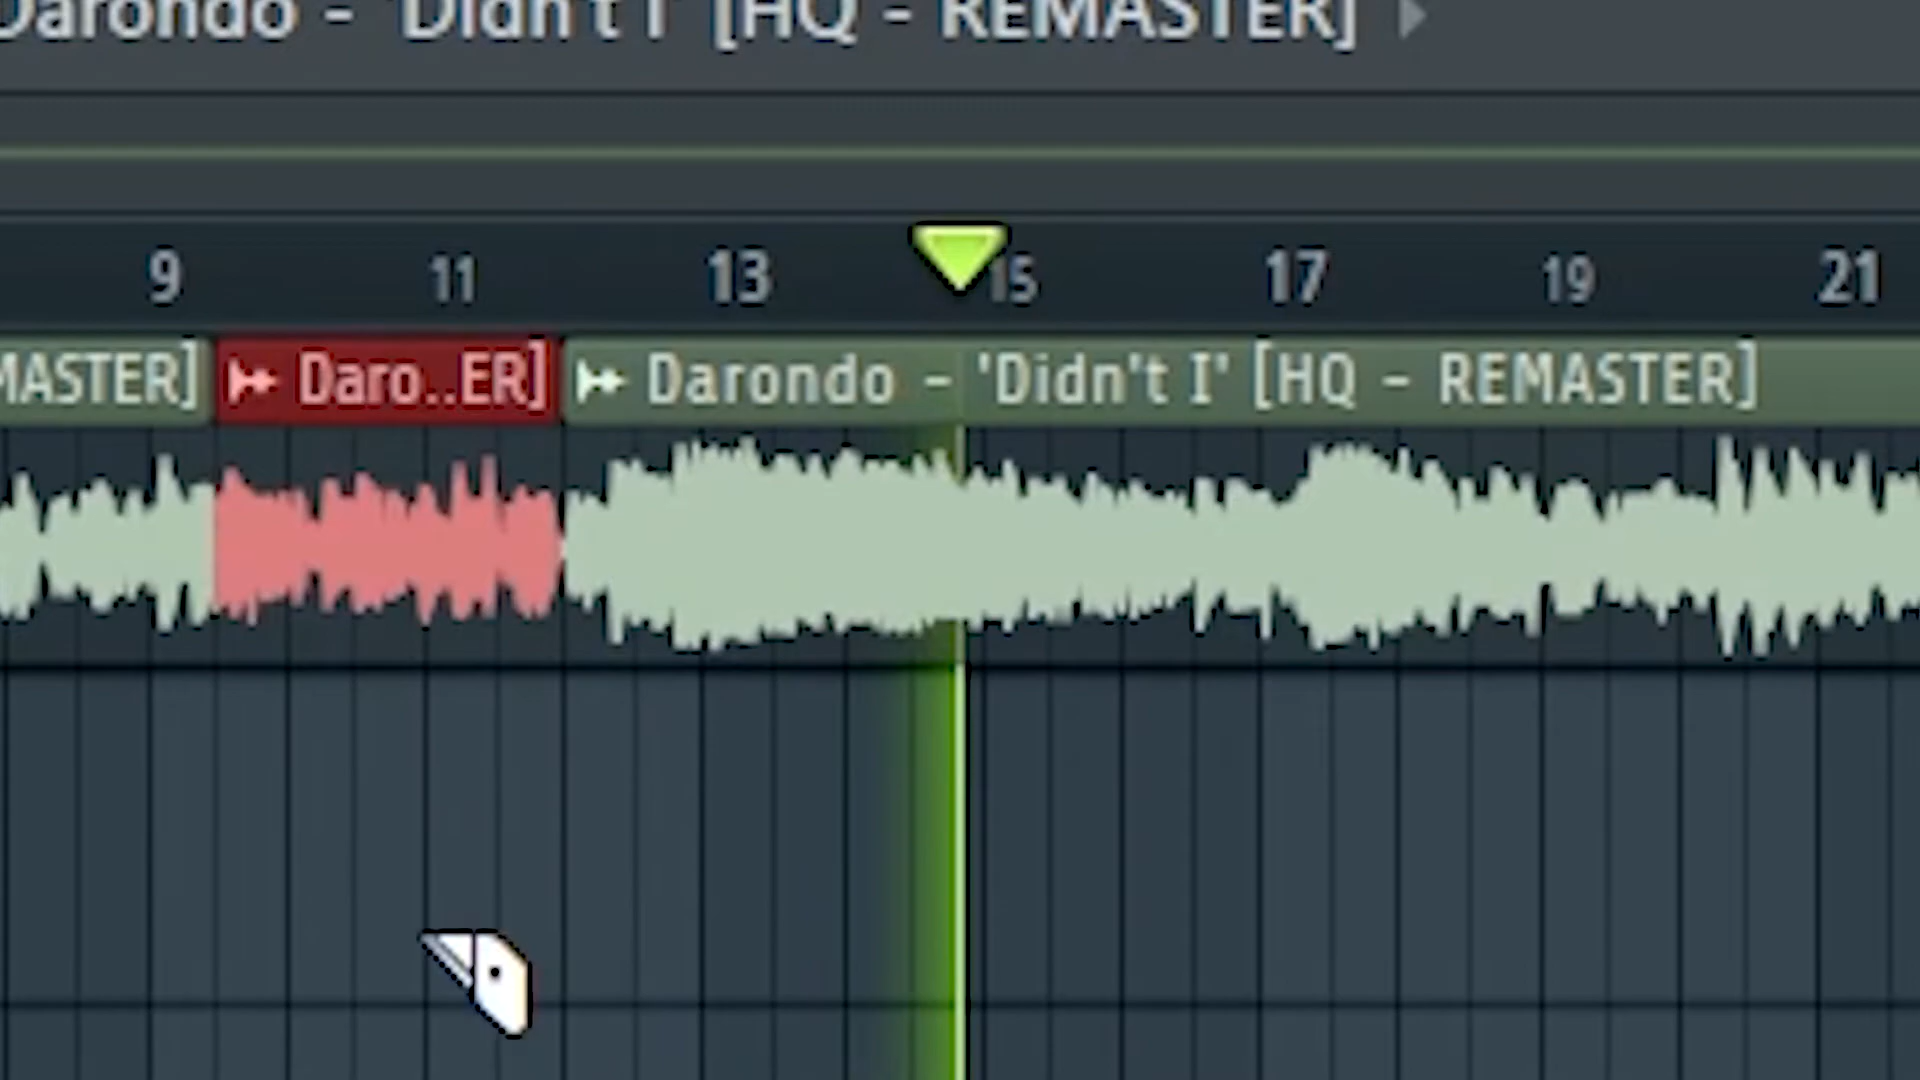 Darondo - 'Didn't I' [HQ - REMASTER]
9 11 13 15 17 19 21
MASTER] Daro..ER] Darondo - 'Didn't I' [HQ - REMASTER]